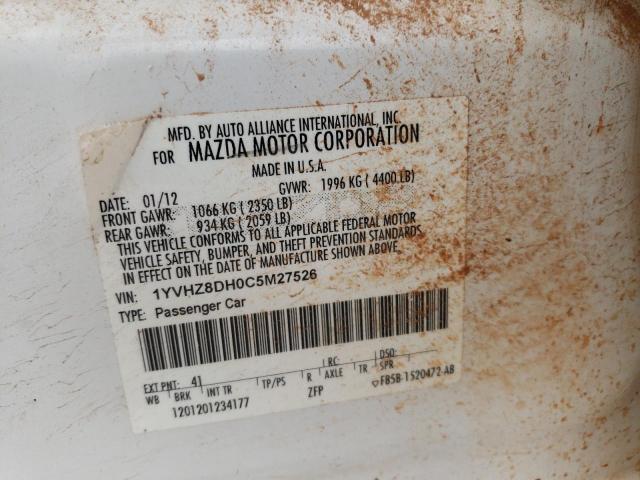 MFD. BY AUTO ALLIANCE INTERNATIONAL, INC.
FOR MAZDA MOTOR CORPORATION
MADE IN U.S.A.
DATE: 01/12 GVWR: 1996 KG ( 4400 LB)
FRONT GAWR: 1066 KG ( 2350 LB)
REAR GAWR: 934 KG ( 2059 LB)
THIS VEHICLE CONFORMS TO ALL APPLICABLE FEDERAL MOTOR
VEHICLE SAFETY, BUMPER, AND THEFT PREVENTION STANDARDS
IN EFFECT ON THE DATE OF MANUFACTURE SHOWN ABOVE.
VIN: 1YVHZ8DH0C5M27526
TYPE: Passenger Car
EXT PNT: 41 RC: DSO:
WB BRK INT TR TP/PS R AXLE TR SPR
1201201234177 ZFP FB5B-1520472-AB